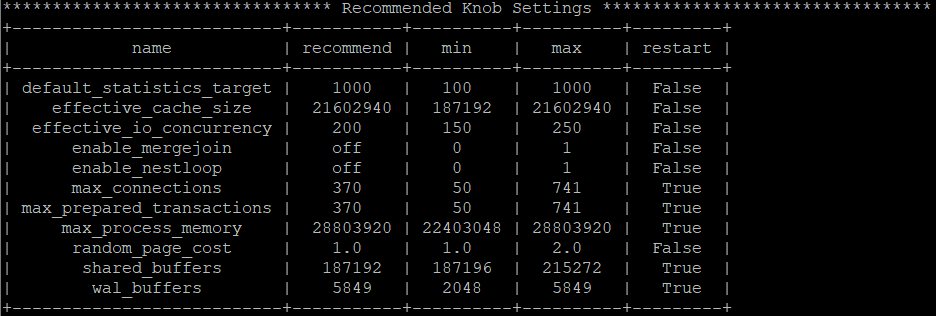 ********************************* Recommended Knob Settings *********************************
+---------------------------+-----------+----------+----------+---------+
| name | recommend | min | max | restart |
+---------------------------+-----------+----------+----------+---------+
| default_statistics_target | 1000 | 100 | 1000 | False |
| effective_cache_size | 21602940 | 187192 | 21602940 | False |
| effective_io_concurrency | 200 | 150 | 250 | False |
| enable_mergejoin | off | 0 | 1 | False |
| enable_nestloop | off | 0 | 1 | False |
| max_connections | 370 | 50 | 741 | True |
| max_prepared_transactions | 370 | 50 | 741 | True |
| max_process_memory | 28803920 | 22403048 | 28803920 | True |
| random_page_cost | 1.0 | 1.0 | 2.0 | False |
| shared_buffers | 187192 | 187196 | 215272 | True |
| wal_buffers | 5849 | 2048 | 5849 | True |
+---------------------------+-----------+----------+----------+---------+